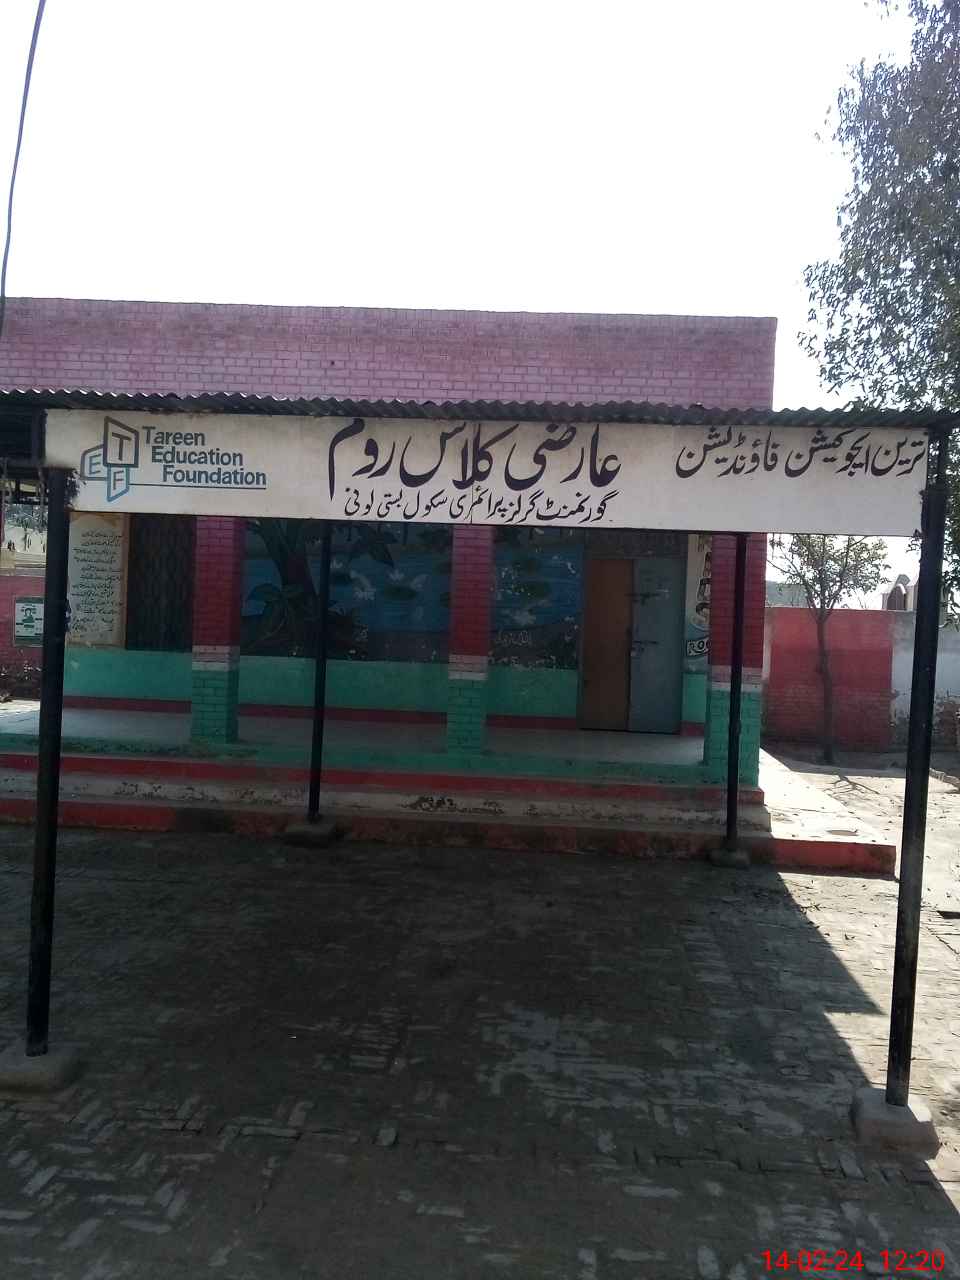 Tareen
Education
Foundation
T
E
F
عارضی کلاس روم
ترین ایجوکیشن فاؤنڈیشن
گورنمنٹ گرلز پرائمری سکول بستی لونی
14-02-24 12:20